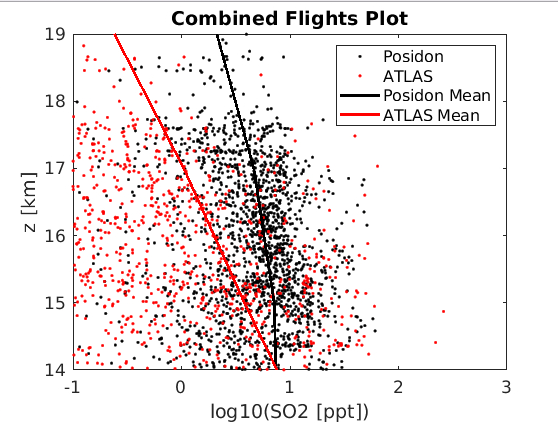 Combined Flights Plot
19
18
17
16
15
14
z [km]
Posidon
ATLAS
Posidon Mean
ATLAS Mean
-1 0 1 2 3
log10(SO2 [ppt])